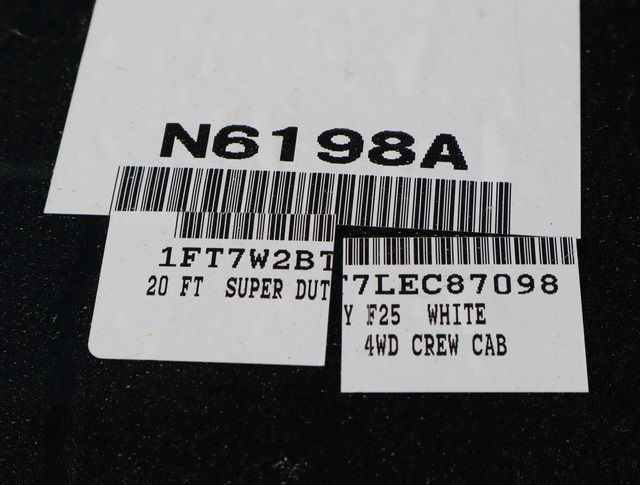 N6198A
1FT7W2BT7LEC87098
20 FT SUPER DUTY F25 WHITE
4WD CREW CAB